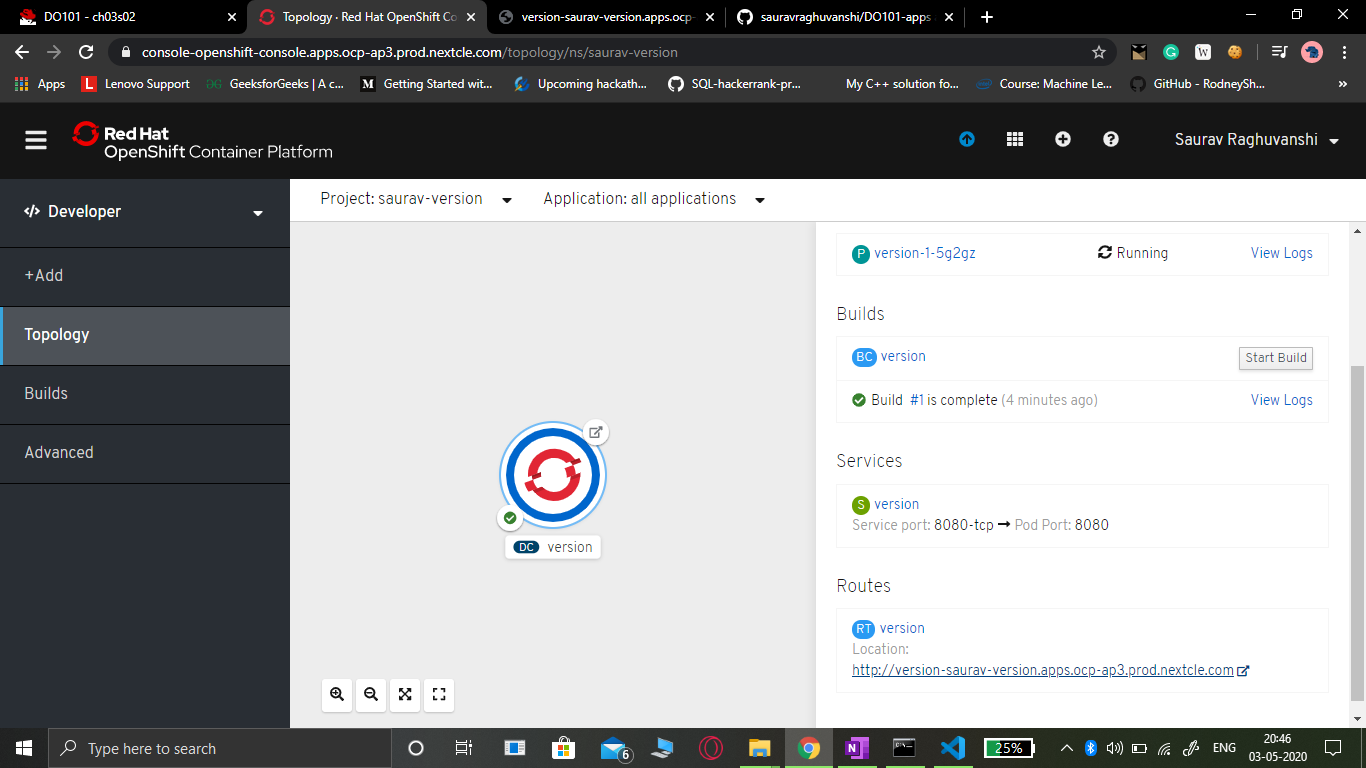 DO101 - ch03s02
Topology · Red Hat OpenShift Co
version-saurav-version.apps.ocp-
sauravraghuvanshi/DO101-apps
console-openshift-console.apps.ocp-ap3.prod.nextcle.com/topology/ns/saurav-version
Apps
L Lenovo Support
GeeksforGeeks | A c...
M Getting Started wit...
Upcoming hackath...
SQL-hackerrank-pr...
My C++ solution fo...
Course: Machine Le...
GitHub - RodneySh...
»
Red Hat
OpenShift Container Platform
Saurav Raghuvanshi
</> Developer
Project: saurav-version
Application: all applications
+Add
Topology
Builds
Advanced
DC version
P version-1-5g2gz
Running
View Logs
Builds
BC version
Start Build
Build #1 is complete (4 minutes ago)
View Logs
Services
S version
Service port: 8080-tcp → Pod Port: 8080
Routes
RT version
Location:
http://version-saurav-version.apps.ocp-ap3.prod.nextcle.com
Type here to search
6
25%
ENG
20:46
03-05-2020